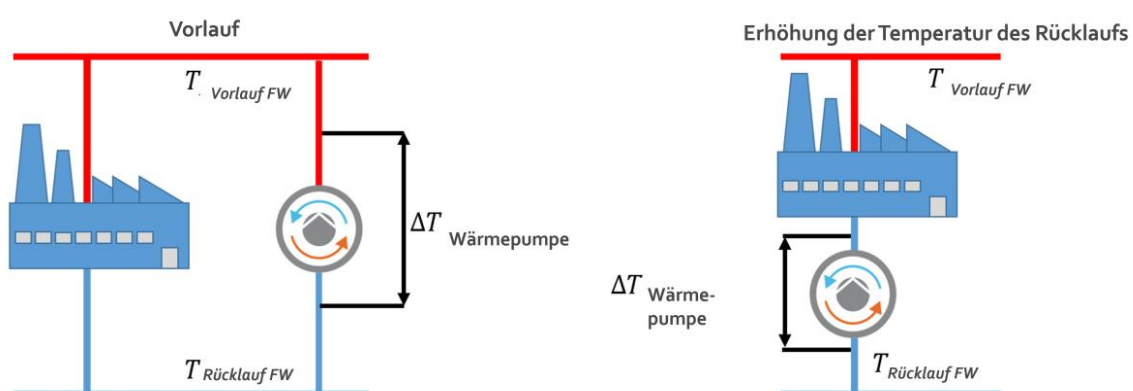 Vorlauf
T. Vorlauf FW
ΔT Wärmepumpe
T Rücklauf FW
Erhöhung der Temperatur des Rücklaufs
T Vorlauf FW
ΔT Wärme-
pumpe
T Rücklauf FW